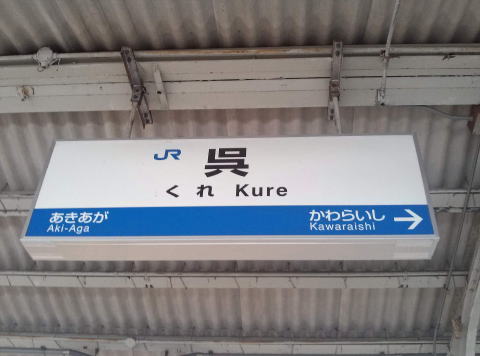 JR 呉
くれ Kure
あきあが かわらいし →
Aki-Aga Kawaraishi